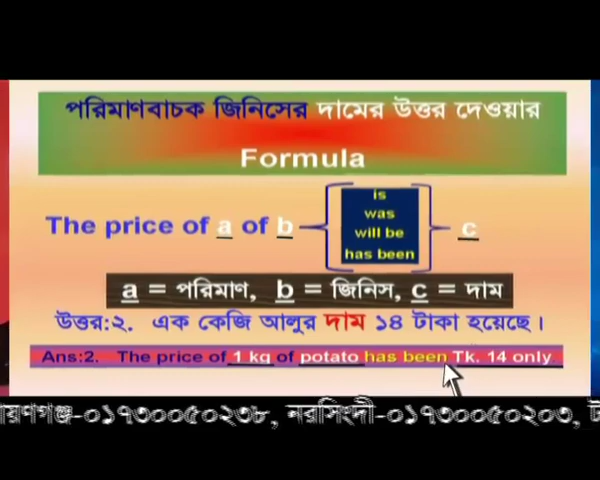 পরিমাণবাচক জিনিসের দামের উত্তর দেওয়ার
Formula
is
was
The price of a of b will be c
has been
a = পরিমাণ, b = জিনিস, c = দাম
উত্তর:২. এক কেজি আলুর দাম ১৪ টাকা হয়েছে।
Ans:2. The price of 1 kg of potato has been Tk. 14 only.
য়ণগঞ্জ-০১৭৩০০৫০২৩৮, নরসিংদী-০১৭৩০০৫০২০৩,